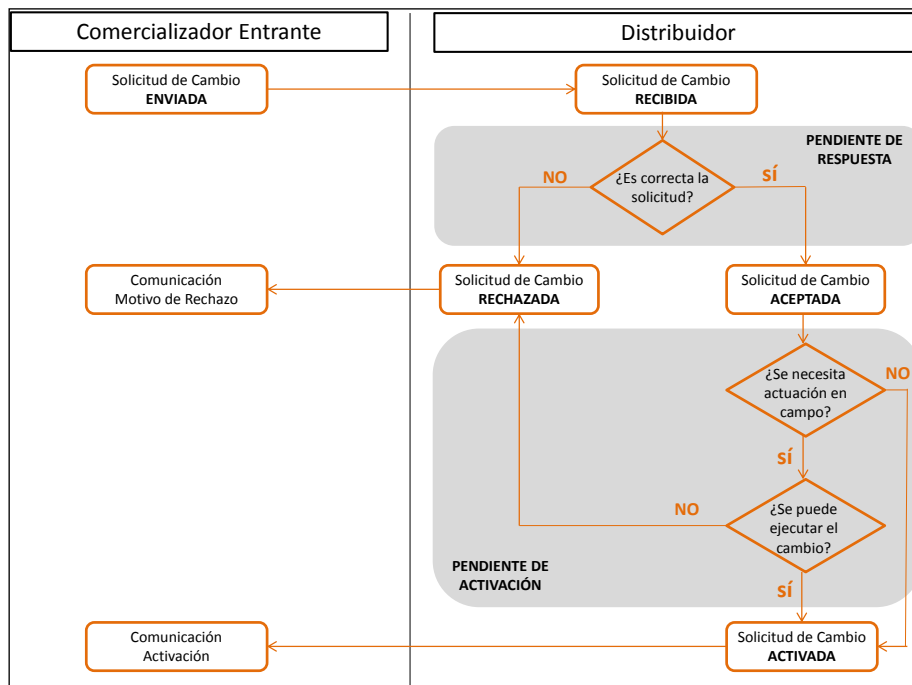 Comercializador Entrante
Distribuidor
Solicitud de Cambio
ENVIADA
Solicitud de Cambio
RECIBIDA
PENDIENTE DE
RESPUESTA
¿Es correcta la
solicitud?
NO
SÍ
Comunicación
Motivo de Rechazo
Solicitud de Cambio
RECHAZADA
Solicitud de Cambio
ACEPTADA
¿Se necesita
actuación en
campo?
NO
SÍ
¿Se puede
ejecutar el
cambio?
NO
PENDIENTE DE
ACTIVACIÓN
SÍ
Comunicación
Activación
Solicitud de Cambio
ACTIVADA